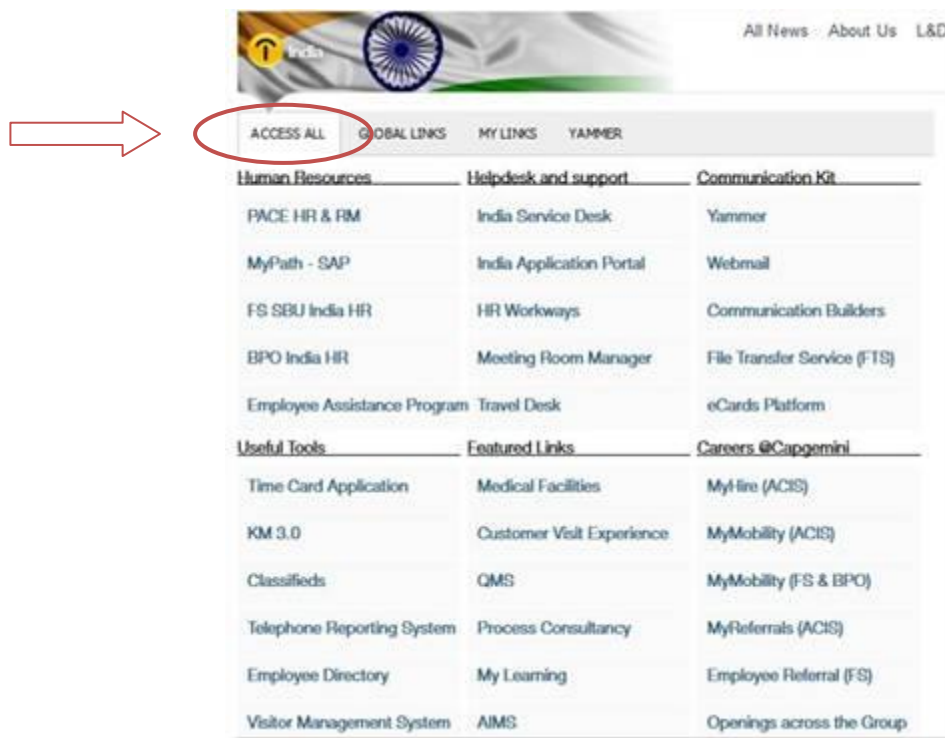 India
All News About Us L&D
ACCESS ALL GLOBAL LINKS MY LINKS YAMMER
Human Resources Helpdesk and support Communication Kit
PACE HR & RM India Service Desk Yammer
MyPath - SAP India Application Portal Webmail
FS SBU India HR HR Workways Communication Builders
BPO India HR Meeting Room Manager File Transfer Service (FTS)
Employee Assistance Program Travel Desk eCards Platform
Useful Tools Featured Links Careers @Capgemini
Time Card Application Medical Facilities MyHire (ACIS)
KM 3.0 Customer Visit Experience MyMobility (ACIS)
Classifieds QMS MyMobility (FS & BPO)
Telephone Reporting System Process Consultancy MyReferrals (ACIS)
Employee Directory My Learning Employee Referral (FS)
Visitor Management System AIMS Openings across the Group